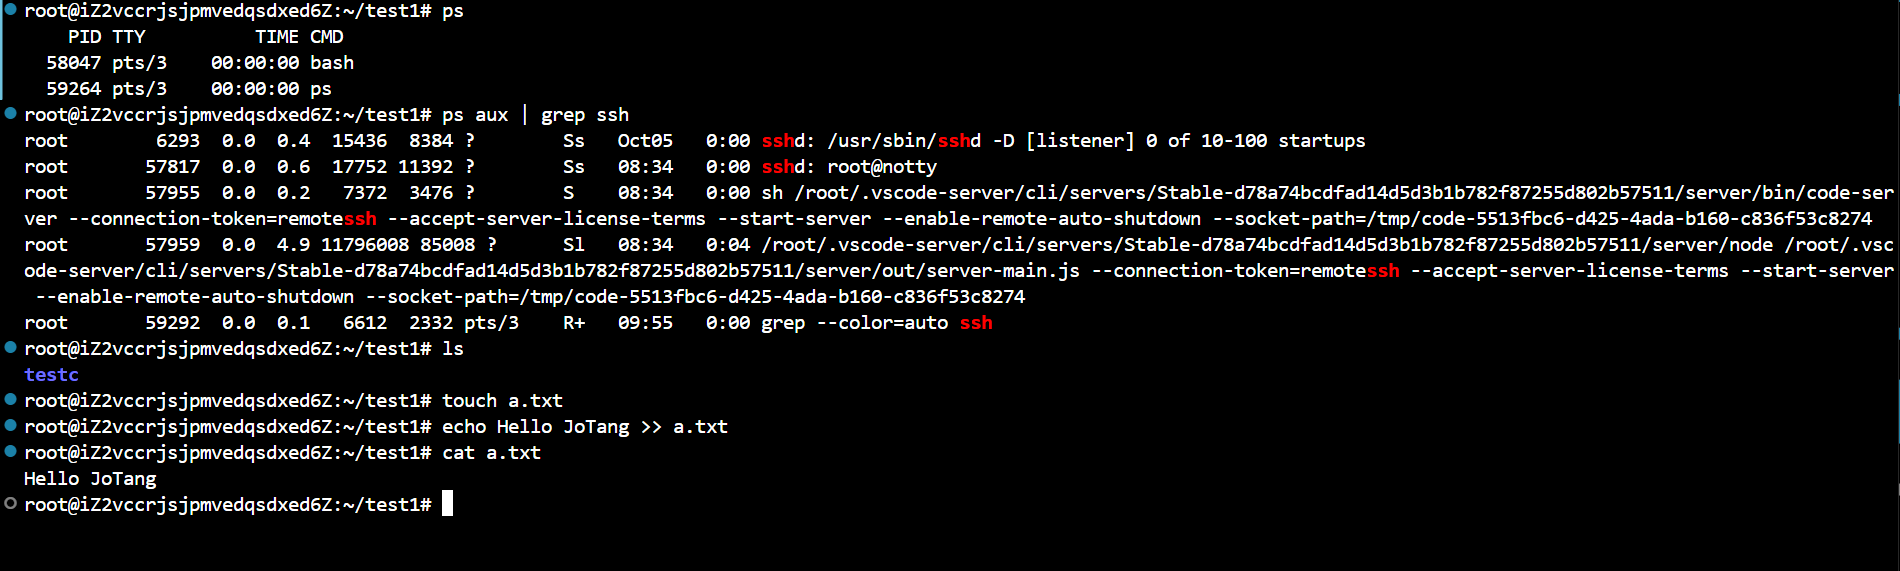 root@iZ2vccrjsjpmvedqsdxed6Z:~/test1# ps
    PID TTY          TIME CMD
  58047 pts/3    00:00:00 bash
  59264 pts/3    00:00:00 ps
root@iZ2vccrjsjpmvedqsdxed6Z:~/test1# ps aux | grep ssh
root        6293  0.0  0.4  15436  8384 ?        Ss   Oct05   0:00 sshd: /usr/sbin/sshd -D [listener] 0 of 10-100 startups
root       57817  0.0  0.6  17752 11392 ?        Ss   08:34   0:00 sshd: root@notty
root       57955  0.0  0.2   7372  3476 ?        S    08:34   0:00 sh /root/.vscode-server/cli/servers/Stable-d78a74bcdfad14d5d3b1b782f87255d802b57511/server/bin/code-ser
ver --connection-token=remotessh --accept-server-license-terms --start-server --enable-remote-auto-shutdown --socket-path=/tmp/code-5513fbc6-d425-4ada-b160-c836f53c8274
root       57959  0.0  4.9 11796008 85008 ?      Sl   08:34   0:04 /root/.vscode-server/cli/servers/Stable-d78a74bcdfad14d5d3b1b782f87255d802b57511/server/node /root/.vsc
ode-server/cli/servers/Stable-d78a74bcdfad14d5d3b1b782f87255d802b57511/server/out/server-main.js --connection-token=remotessh --accept-server-license-terms --start-server
 --enable-remote-auto-shutdown --socket-path=/tmp/code-5513fbc6-d425-4ada-b160-c836f53c8274
root       59292  0.0  0.1   6612  2332 pts/3    R+   09:55   0:00 grep --color=auto ssh
root@iZ2vccrjsjpmvedqsdxed6Z:~/test1# ls
testc
root@iZ2vccrjsjpmvedqsdxed6Z:~/test1# touch a.txt
root@iZ2vccrjsjpmvedqsdxed6Z:~/test1# echo Hello JoTang >> a.txt
root@iZ2vccrjsjpmvedqsdxed6Z:~/test1# cat a.txt
Hello JoTang
root@iZ2vccrjsjpmvedqsdxed6Z:~/test1#